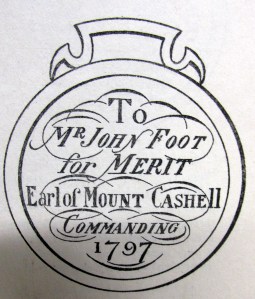 To
Mr. John Foot
for Merit
Earl of Mount Cashell
Commanding
1797